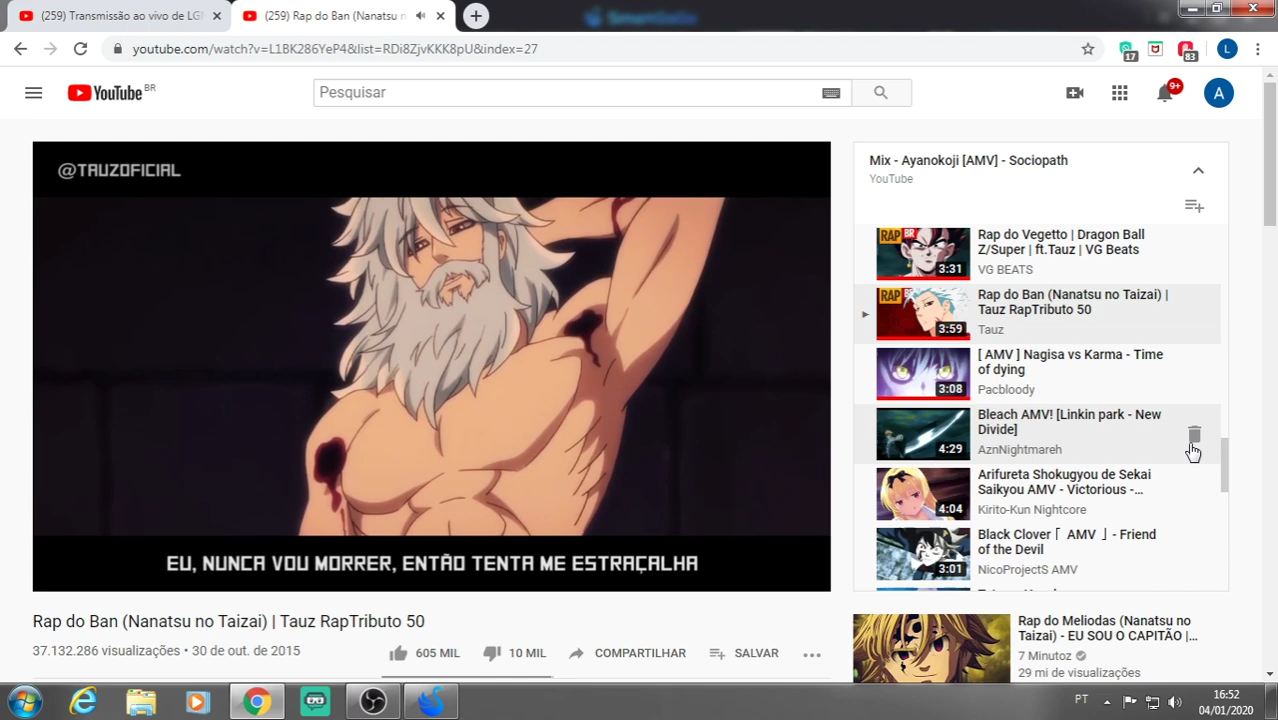 (259) Transmissão ao vivo de LGI
(259) Rap do Ban (Nanatsu n
youtube.com/watch?v=L1BK286YeP4&list=RDi8ZjvKKK8pU&index=27
17
83
L
YouTube BR
Pesquisar
9+
A
@TAUZOFICIAL
EU, NUNCA VOU MORRER, ENTÃO TENTA ME ESTRAÇALHA
Rap do Ban (Nanatsu no Taizai) | Tauz RapTributo 50
37.132.286 visualizações • 30 de out. de 2015
605 MIL
10 MIL
COMPARTILHAR
SALVAR
Mix - Ayanokoji [AMV] - Sociopath
YouTube
RAP BR
3:31
Rap do Vegetto | Dragon Ball
Z/Super | ft.Tauz | VG Beats
VG BEATS
RAP
3:59
Rap do Ban (Nanatsu no Taizai) |
Tauz RapTributo 50
Tauz
3:08
[ AMV ] Nagisa vs Karma - Time
of dying
Pacbloody
4:29
Bleach AMV! [Linkin park - New
Divide]
AznNightmareh
4:04
Arifureta Shokugyou de Sekai
Saikyou AMV - Victorious -...
Kirito-Kun Nightcore
3:01
Black Clover「 AMV 」- Friend
of the Devil
NicoProjectS AMV
Rap do Meliodas (Nanatsu no
Taizai) - EU SOU O CAPITÃO |...
7 Minutoz
29 mi de visualizações
PT
16:52
04/01/2020